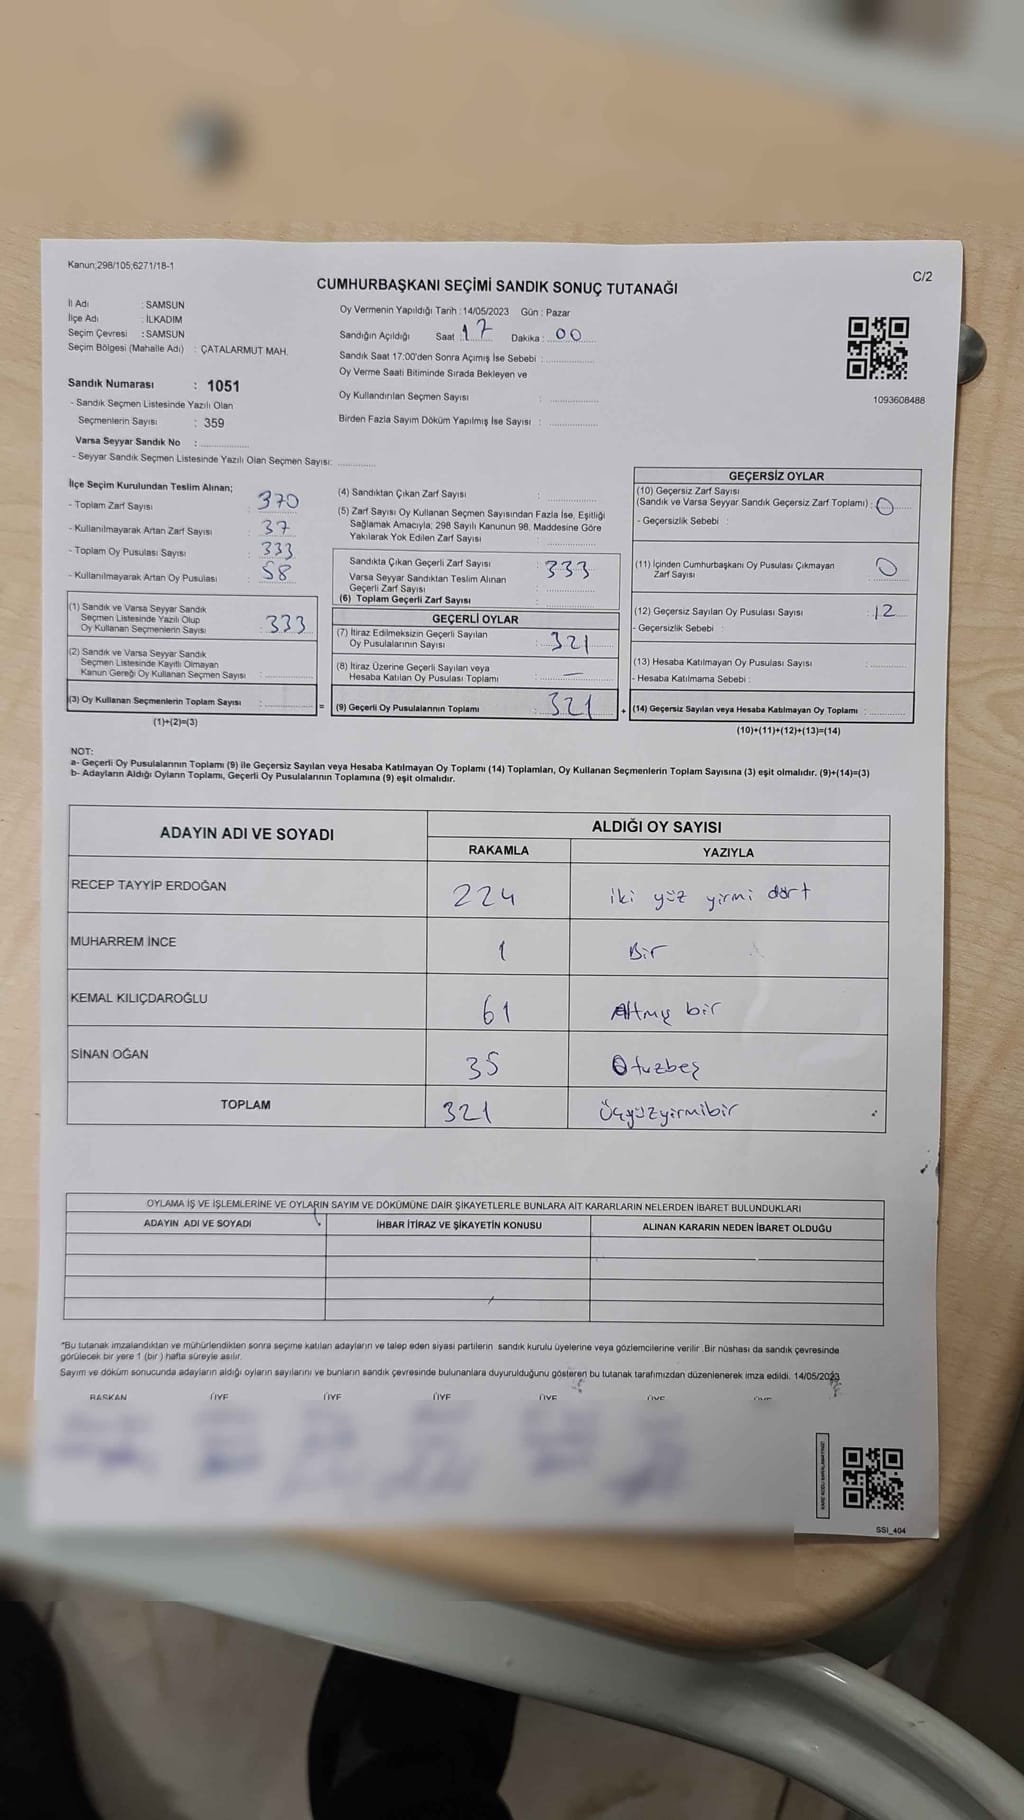 Kanun;298/105;6271/18-1
C/2
CUMHURBAŞKANI SEÇİMİ SANDIK SONUÇ TUTANAĞI
İl Adı : SAMSUN
İlçe Adı : İLKADIM
Seçim Çevresi : SAMSUN
Seçim Bölgesi (Mahalle Adı) : ÇATALARMUT MAH.
Sandık Numarası : 1051
- Sandık Seçmen Listesinde Yazılı Olan
Seçmenlerin Sayısı : 359
Varsa Seyyar Sandık No :
- Seyyar Sandık Seçmen Listesinde Yazılı Olan Seçmen Sayısı:
Oy Vermenin Yapıldığı Tarih : 14/05/2023 Gün : Pazar
Sandığın Açıldığı Saat : 17 Dakika : 00
Sandık Saat 17:00'den Sonra Açımış İse Sebebi :
Oy Verme Saati Bitiminde Sırada Bekleyen ve
Oy Kullandırılan Seçmen Sayısı :
Birden Fazla Sayım Döküm Yapılmış İse Sayısı :
1093608488
İlçe Seçim Kurulundan Teslim Alınan;
- Toplam Zarf Sayısı : 370
- Kullanılmayarak Artan Zarf Sayısı : 37
- Toplam Oy Pusulası Sayısı : 333
- Kullanılmayarak Artan Oy Pusulası : 58
(1) Sandık ve Varsa Seyyar Sandık
Seçmen Listesinde Yazılı Olup
Oy Kullanan Seçmenlerin Sayısı : 333
(2) Sandık ve Varsa Seyyar Sandık
Seçmen Listesinde Kayıtlı Olmayan
Kanun Gereği Oy Kullanan Seçmen Sayısı :
(3) Oy Kullanan Seçmenlerin Toplam Sayısı :
(1)+(2)=(3)
=
(4) Sandıktan Çıkan Zarf Sayısı :
(5) Zarf Sayısı Oy Kullanan Seçmen Sayısından Fazla İse, Eşitliği
Sağlamak Amacıyla; 298 Sayılı Kanunun 98. Maddesine Göre
Yakılarak Yok Edilen Zarf Sayısı :
Sandıkta Çıkan Geçerli Zarf Sayısı : 333
Varsa Seyyar Sandıktan Teslim Alınan
Geçerli Zarf Sayısı :
(6) Toplam Geçerli Zarf Sayısı :
GEÇERLİ OYLAR
(7) İtiraz Edilmeksizin Geçerli Sayılan
Oy Pusulalarının Sayısı : 321
(8) İtiraz Üzerine Geçerli Sayılan veya
Hesaba Katılan Oy Pusulası Toplamı : —
(9) Geçerli Oy Pusulalarının Toplamı : 321
+
GEÇERSİZ OYLAR
(10) Geçersiz Zarf Sayısı
(Sandık ve Varsa Seyyar Sandık Geçersiz Zarf Toplamı) : 0
- Geçersizlik Sebebi :
(11) İçinden Cumhurbaşkanı Oy Pusulası Çıkmayan
Zarf Sayısı : 0
(12) Geçersiz Sayılan Oy Pusulası Sayısı : 12
- Geçersizlik Sebebi :
(13) Hesaba Katılmayan Oy Pusulası Sayısı :
- Hesaba Katılmama Sebebi :
(14) Geçersiz Sayılan veya Hesaba Katılmayan Oy Toplamı :
(10)+(11)+(12)+(13)=(14)
NOT:
a- Geçerli Oy Pusulalarının Toplamı (9) ile Geçersiz Sayılan veya Hesaba Katılmayan Oy Toplamı (14) Toplamları, Oy Kullanan Seçmenlerin Toplam Sayısına (3) eşit olmalıdır. (9)+(14)=(3)
b- Adayların Aldığı Oyların Toplamı, Geçerli Oy Pusulalarının Toplamına (9) eşit olmalıdır.
ADAYIN ADI VE SOYADI ALDIĞI OY SAYISI
RAKAMLA YAZIYLA
RECEP TAYYİP ERDOĞAN 224 iki yüz yirmi dört
MUHARREM İNCE 1 Bir
KEMAL KILIÇDAROĞLU 61 Altmış bir
SİNAN OĞAN 35 Otuzbeş
TOPLAM 321 Üçyüzyirmibir
OYLAMA İŞ VE İŞLEMLERİNE VE OYLARIN SAYIM VE DÖKÜMÜNE DAİR ŞİKAYETLERLE BUNLARA AİT KARARLARIN NELERDEN İBARET BULUNDUKLARI
ADAYIN ADI VE SOYADI İHBAR İTİRAZ VE ŞİKAYETİN KONUSU ALINAN KARARIN NEDEN İBARET OLDUĞU
*Bu tutanak imzalandıktan ve mühürlendikten sonra seçime katılan adayların ve talep eden siyasi partilerin sandık kurulu üyelerine veya gözlemcilerine verilir .Bir nüshası da sandık çevresinde
görülecek bir yere 1 (bir ) hafta süreyle asılır.
Sayım ve döküm sonucunda adayların aldığı oyların sayılarını ve bunların sandık çevresinde bulunanlara duyurulduğunu gösteren bu tutanak tarafımızdan düzenlenerek imza edildi. 14/05/2023
BAŞKAN ÜYE ÜYE ÜYE ÜYE ÜYE ÜYE
SSI_404